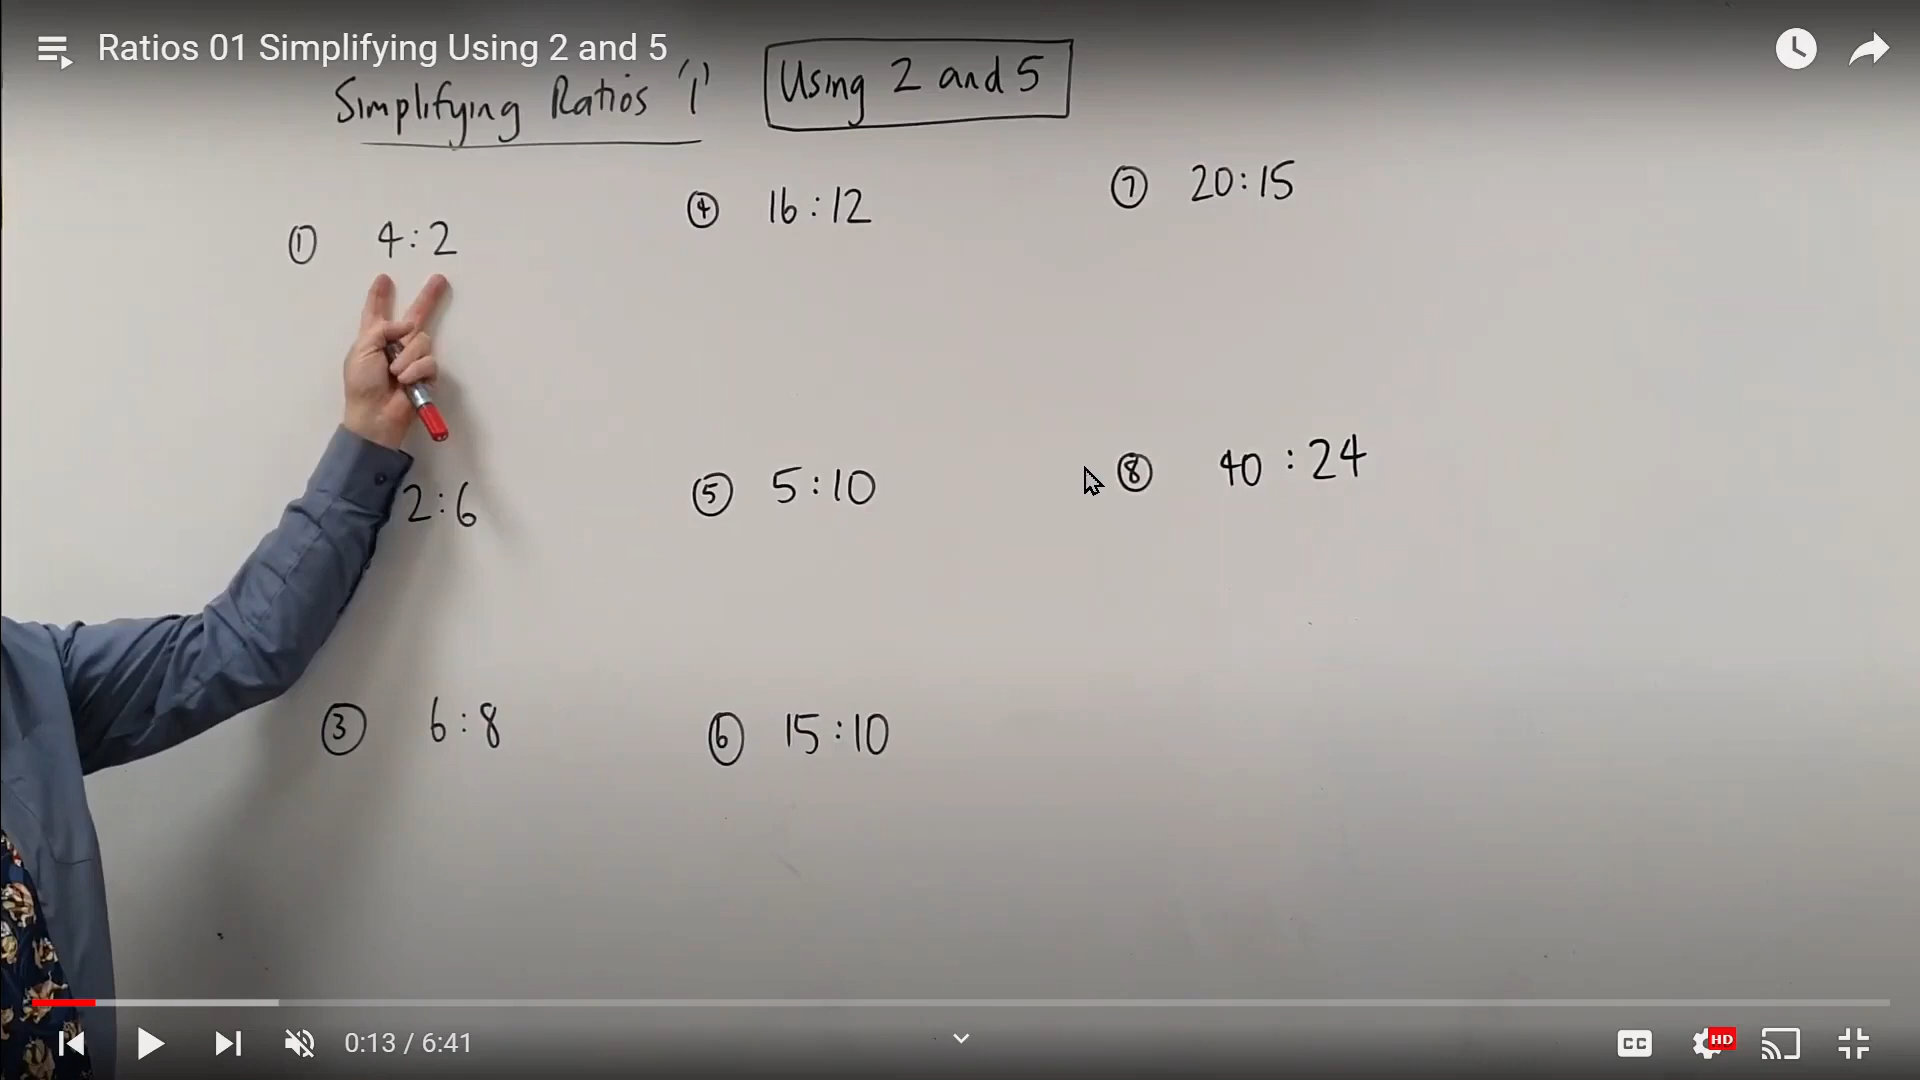 Ratios 01 Simplifying Using 2 and 5
Simplifying Ratios '1' Using 2 and 5
① 4:2
2:6
③ 6:8
④ 16:12
⑤ 5:10
⑥ 15:10
⑦ 20:15
⑧ 40:24
0:13 / 6:41
CC
HD